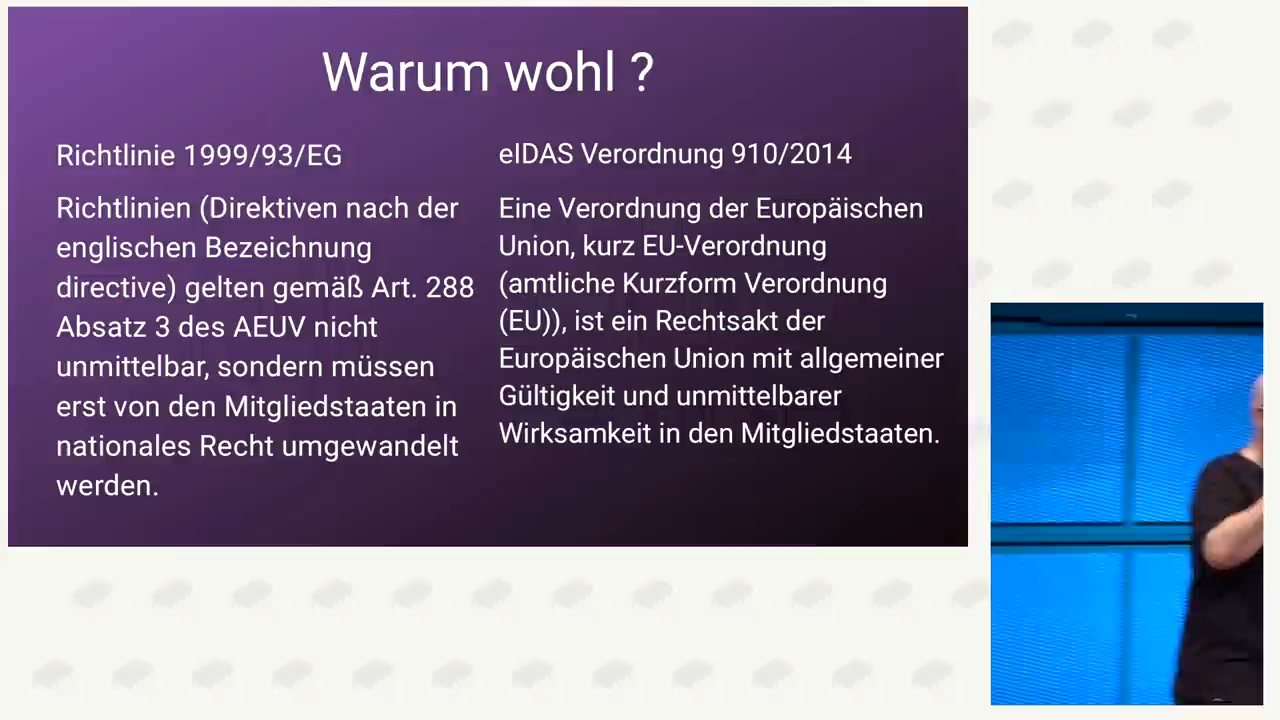 Warum wohl ?
Richtlinie 1999/93/EG
Richtlinien (Direktiven nach der
englischen Bezeichnung
directive) gelten gemäß Art. 288
Absatz 3 des AEUV nicht
unmittelbar, sondern müssen
erst von den Mitgliedstaaten in
nationales Recht umgewandelt
werden.
eIDAS Verordnung 910/2014
Eine Verordnung der Europäischen
Union, kurz EU-Verordnung
(amtliche Kurzform Verordnung
(EU)), ist ein Rechtsakt der
Europäischen Union mit allgemeiner
Gültigkeit und unmittelbarer
Wirksamkeit in den Mitgliedstaaten.